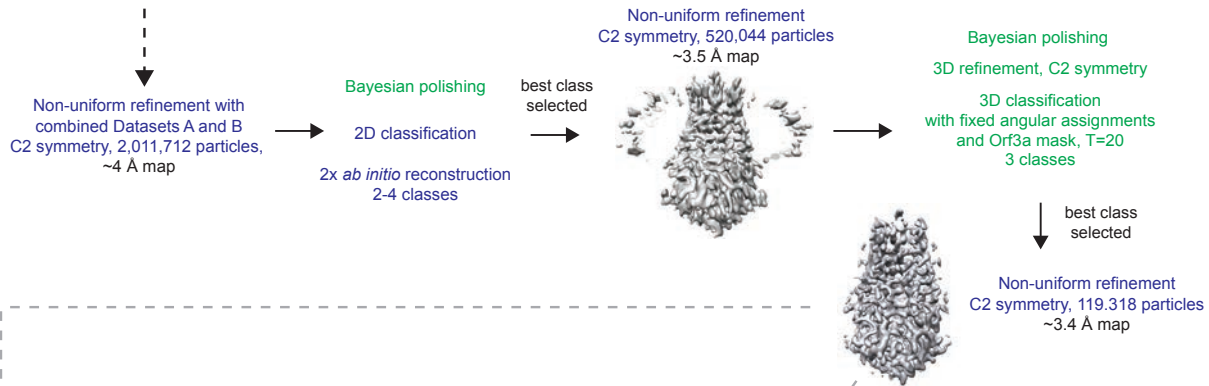 Non-uniform refinement with
combined Datasets A and B
C2 symmetry, 2,011,712 particles,
~4 Å map
Bayesian polishing
2D classification
2x ab initio reconstruction
2-4 classes
best class
selected
Non-uniform refinement
C2 symmetry, 520,044 particles
~3.5 Å map
Bayesian polishing
3D refinement, C2 symmetry
3D classification
with fixed angular assignments
and Orf3a mask, T=20
3 classes
best class
selected
Non-uniform refinement
C2 symmetry, 119.318 particles
~3.4 Å map